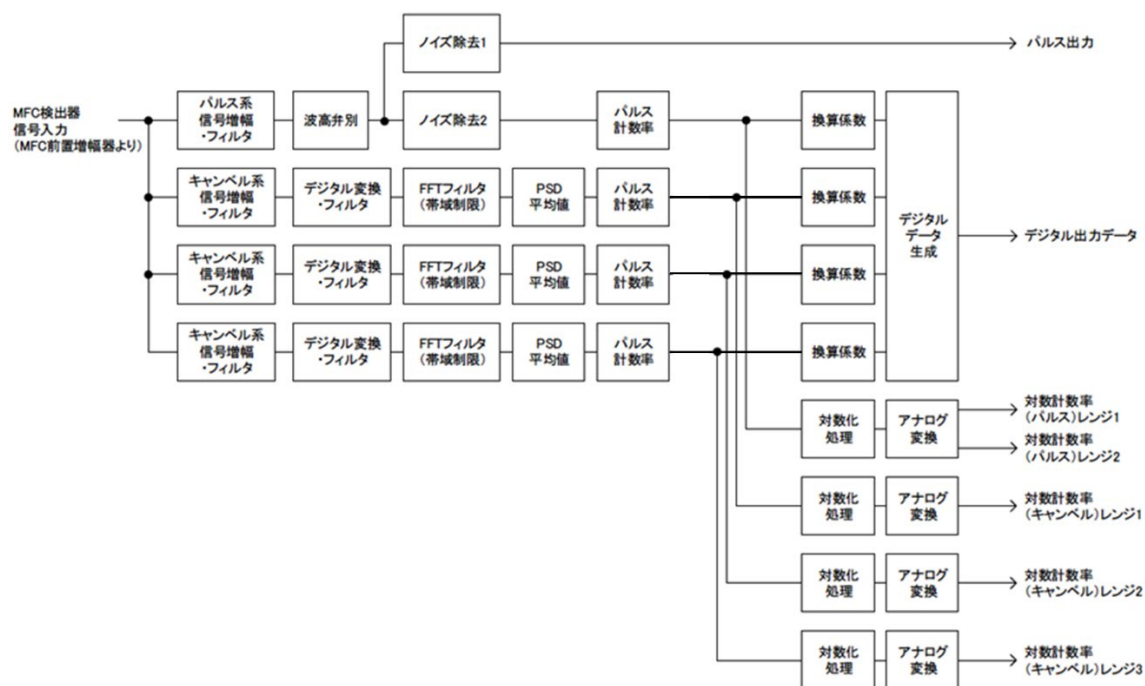 ノイズ除去1
パルス出力
MFC検出器
信号入力
(MFC前置増幅器より)
パルス系
信号増幅
・フィルタ
波高弁別
ノイズ除去2
パルス
計数率
換算係数
キャンベル系
信号増幅
・フィルタ
デジタル変換
・フィルタ
FFTフィルタ
(帯域制限)
PSD
平均値
パルス
計数率
換算係数
キャンベル系
信号増幅
・フィルタ
デジタル変換
・フィルタ
FFTフィルタ
(帯域制限)
PSD
平均値
パルス
計数率
換算係数
キャンベル系
信号増幅
・フィルタ
デジタル変換
・フィルタ
FFTフィルタ
(帯域制限)
PSD
平均値
パルス
計数率
換算係数
デジタル
データ
生成
デジタル出力データ
対数化
処理
アナログ
変換
対数計数率
(パルス)レンジ1
対数計数率
(パルス)レンジ2
対数化
処理
アナログ
変換
対数計数率
(キャンベル)レンジ1
対数化
処理
アナログ
変換
対数計数率
(キャンベル)レンジ2
対数化
処理
アナログ
変換
対数計数率
(キャンベル)レンジ3